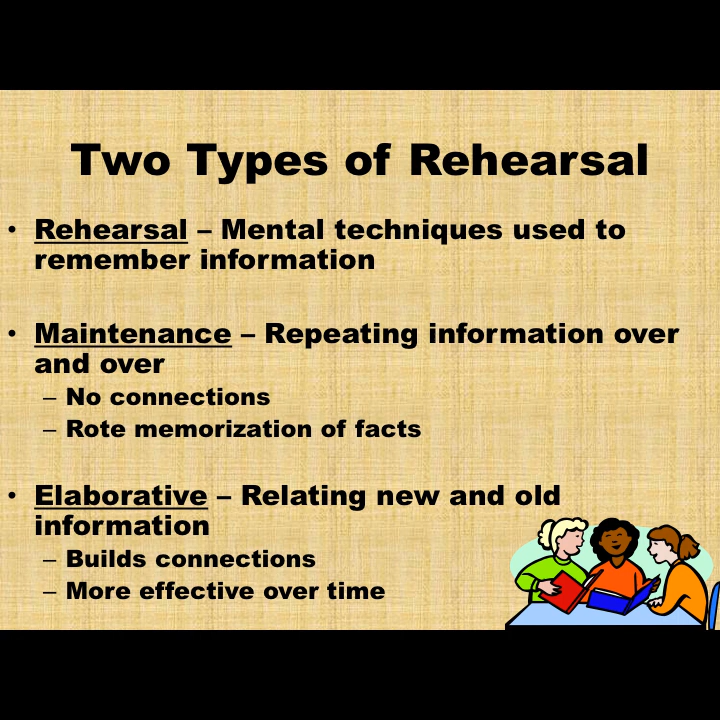 Two Types of Rehearsal
• Rehearsal – Mental techniques used to
remember information
• Maintenance – Repeating information over
and over
– No connections
– Rote memorization of facts
• Elaborative – Relating new and old
information
– Builds connections
– More effective over time